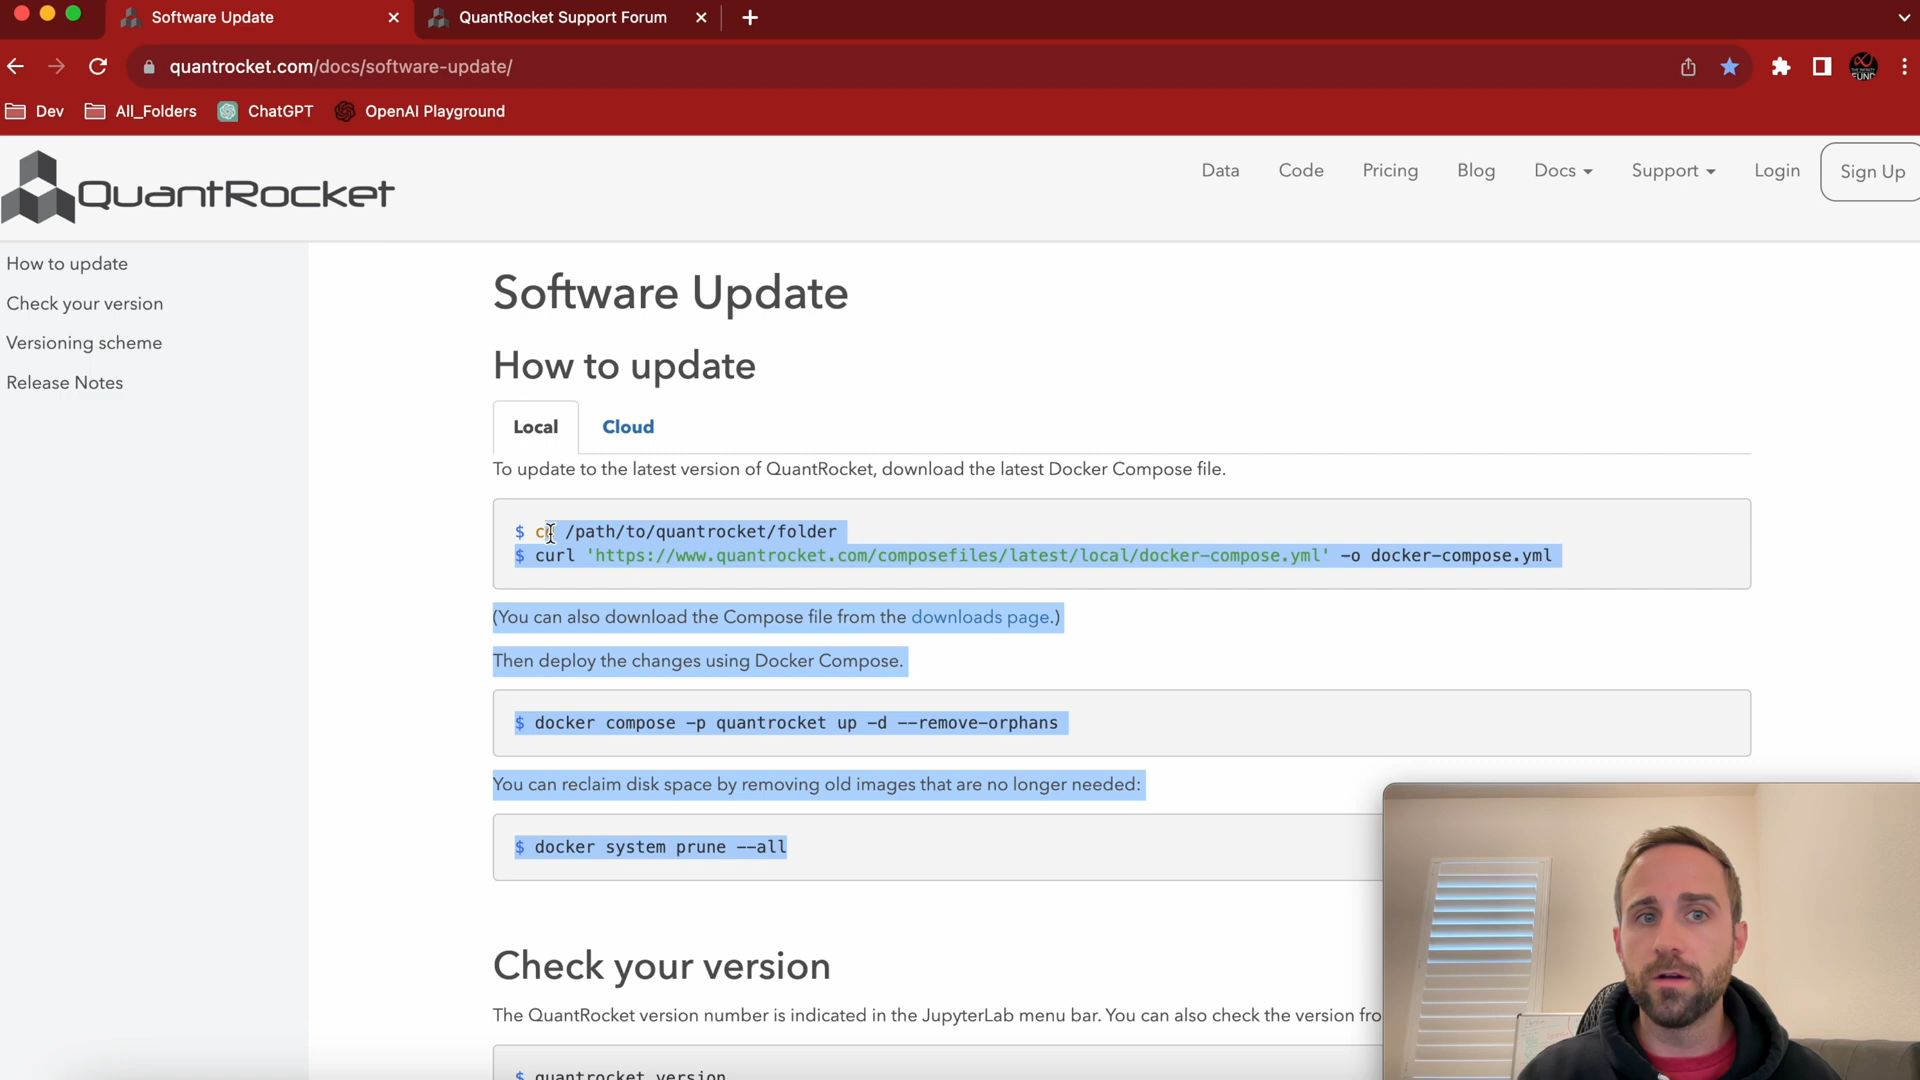 Software Update
QuantRocket Support Forum
quantrocket.com/docs/software-update/
Dev
All_Folders
ChatGPT
OpenAI Playground
QuantRocket
Data
Code
Pricing
Blog
Docs
Support
Login
Sign Up
How to update
Check your version
Versioning scheme
Release Notes
Software Update
How to update
Local
Cloud
To update to the latest version of QuantRocket, download the latest Docker Compose file.
$ cd /path/to/quantrocket/folder
$ curl 'https://www.quantrocket.com/composefiles/latest/local/docker-compose.yml' -o docker-compose.yml
(You can also download the Compose file from the downloads page.)
Then deploy the changes using Docker Compose.
$ docker compose -p quantrocket up -d --remove-orphans
You can reclaim disk space by removing old images that are no longer needed:
$ docker system prune --all
Check your version
The QuantRocket version number is indicated in the JupyterLab menu bar. You can also check the version fro
$ quantrocket version